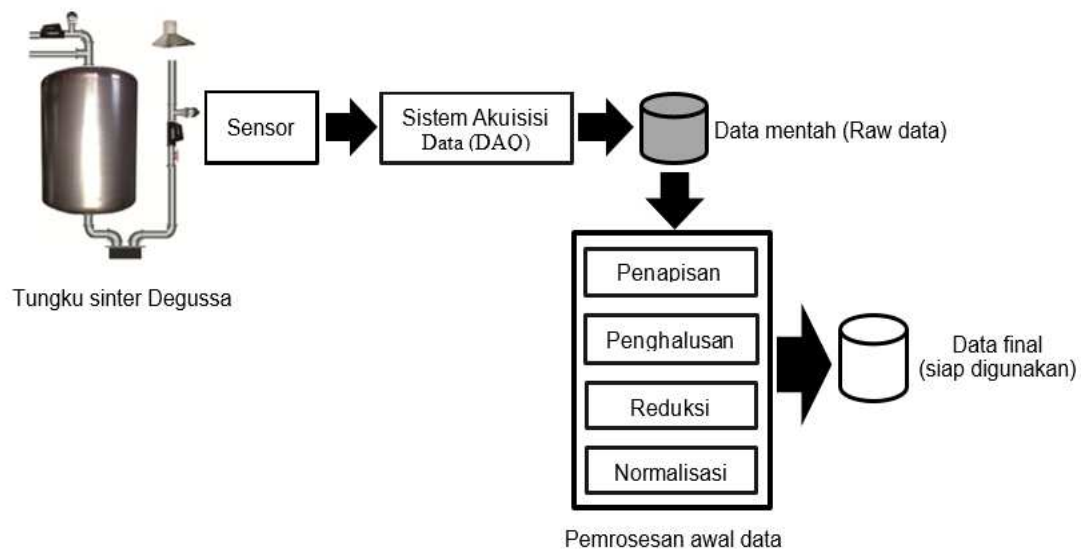 Sensor
Sistem Akuisisi
Data (DAQ)
Data mentah (Raw data)
Tungku sinter Degussa
Penapisan
Penghalusan
Reduksi
Normalisasi
Data final
(siap digunakan)
Pemrosesan awal data